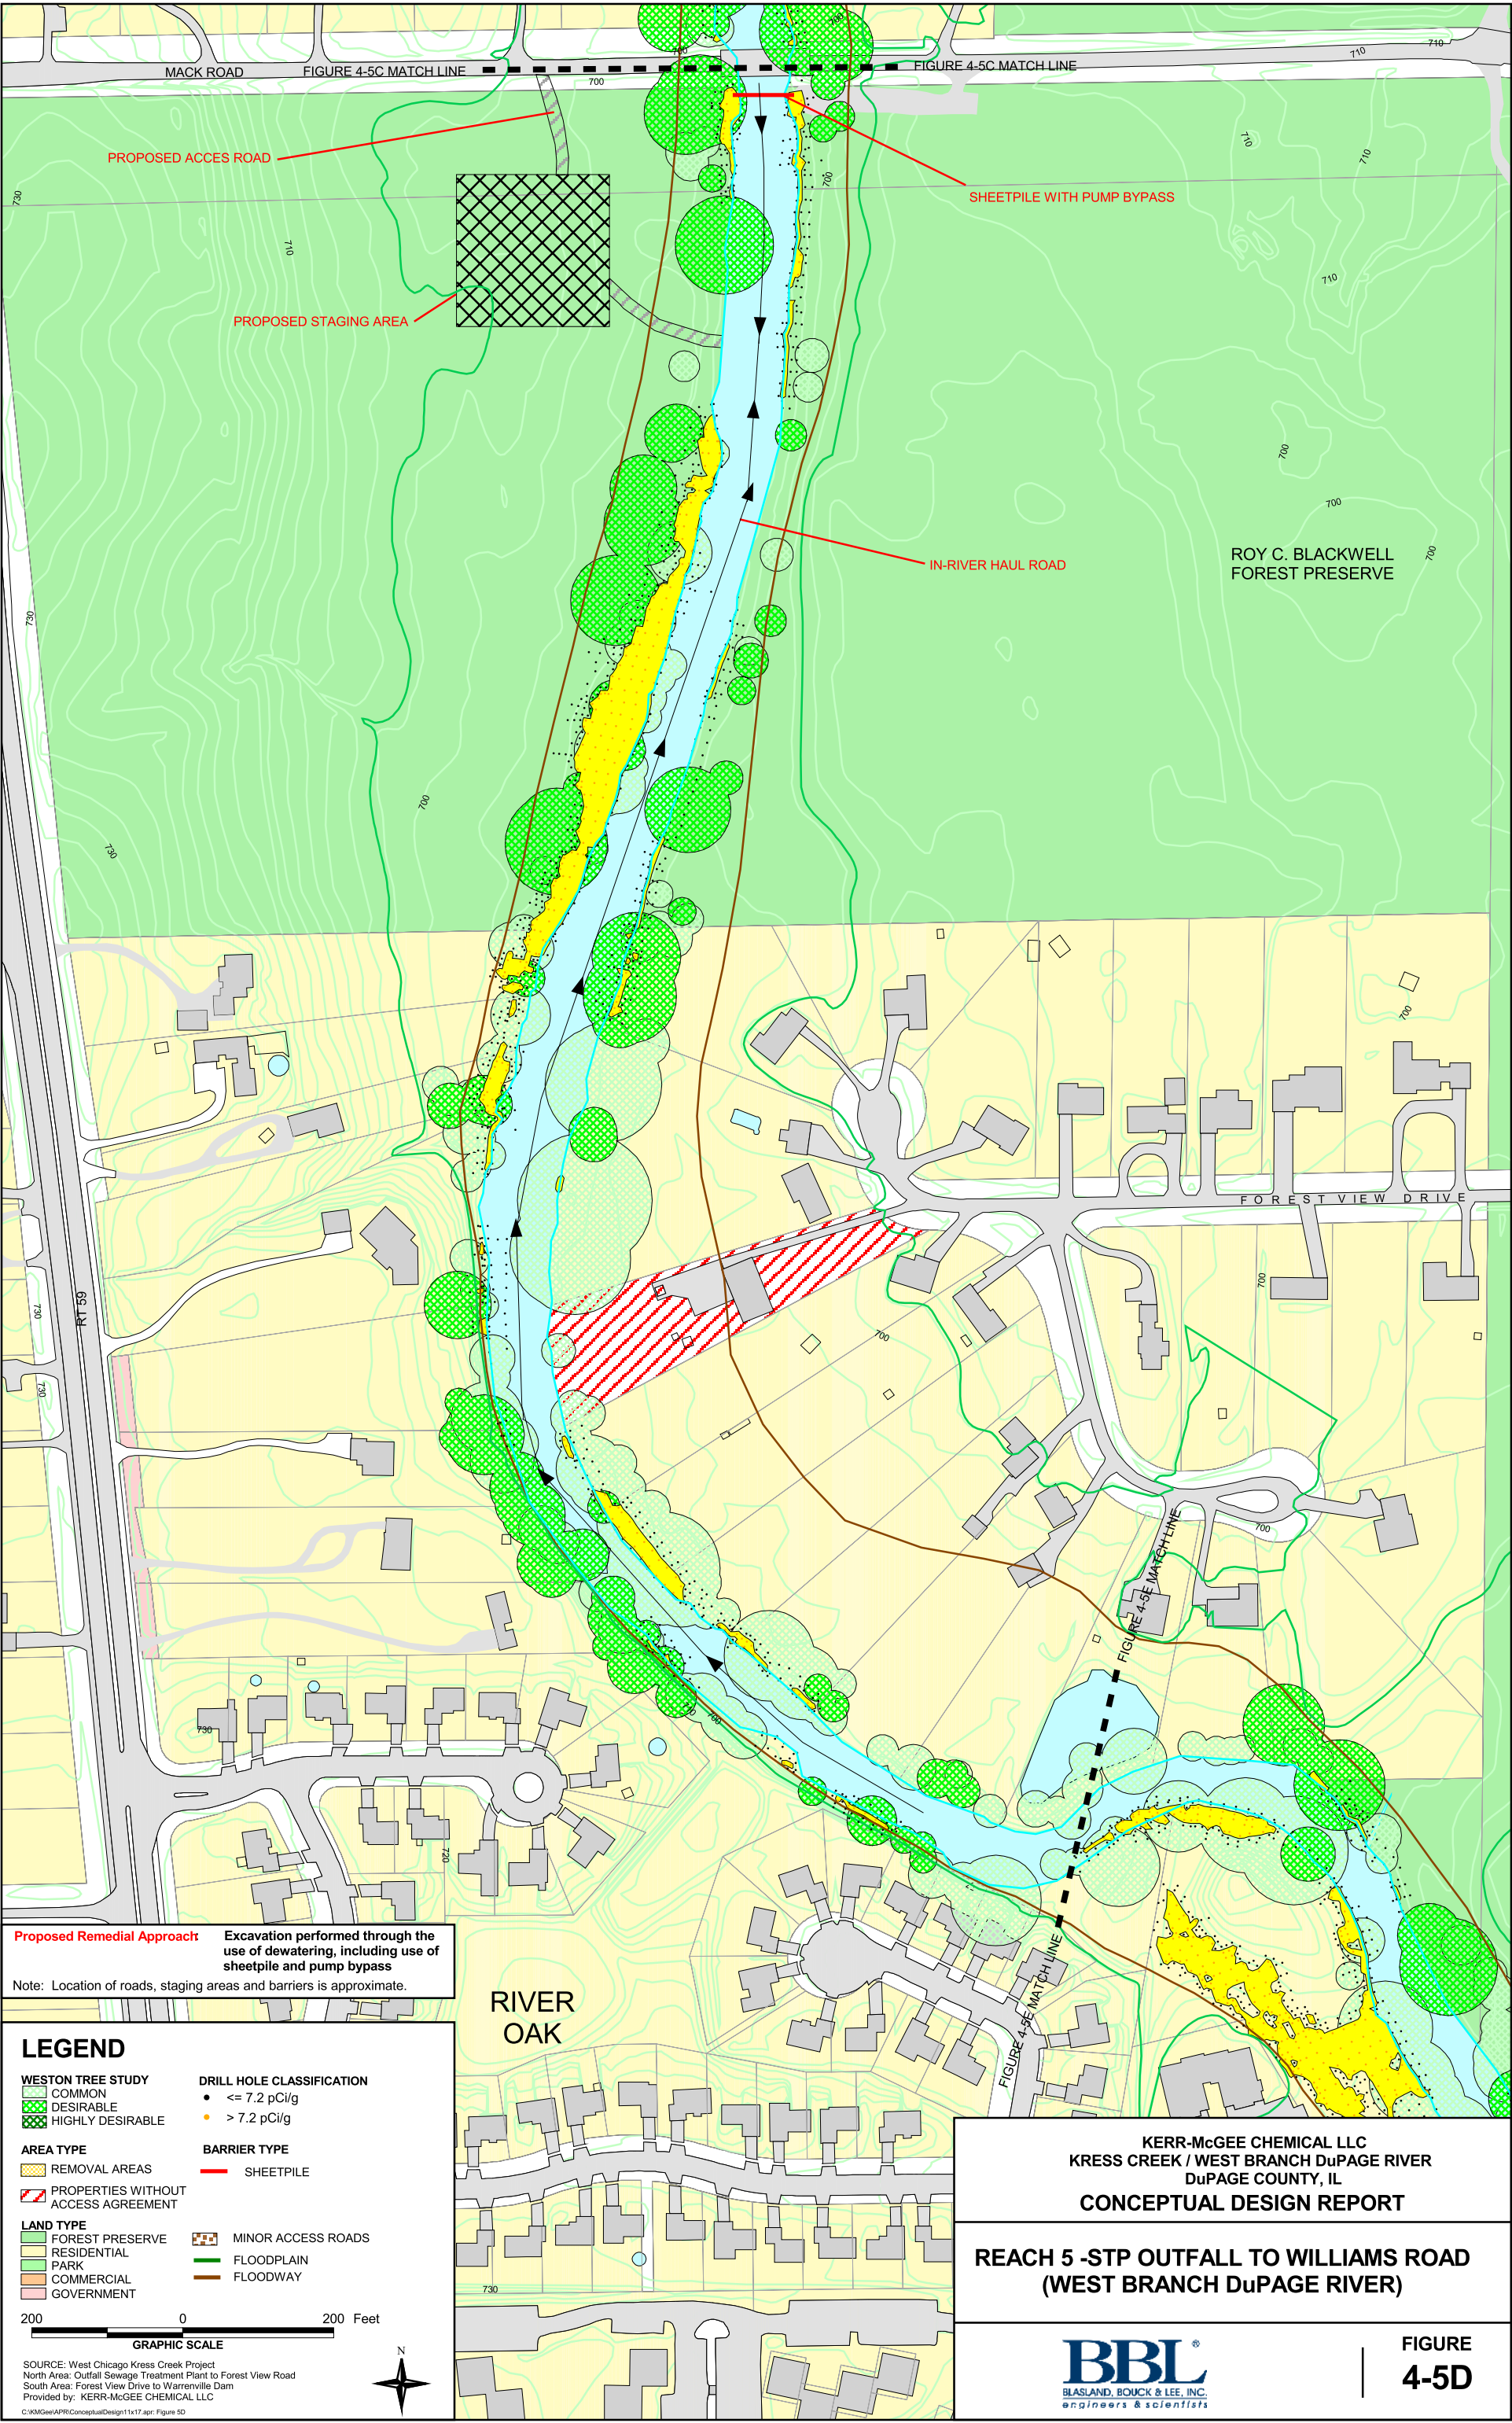 700
700
710
710
MACK ROAD
FIGURE 4-5C MATCH LINE
FIGURE 4-5C MATCH LINE
700
PROPOSED ACCES ROAD
710
710
700
SHEETPILE WITH PUMP BYPASS
730
710
710
PROPOSED STAGING AREA
700
700
IN-RIVER HAUL ROAD
ROY C. BLACKWELL
FOREST PRESERVE
700
730
700
730
700
FOREST VIEW DRIVE
700
RT 59
730
700
730
700
FIGURE 4-5E MATCH LINE
710
700
730
720
Proposed Remedial Approach:
Excavation performed through the
use of dewatering, including use of
sheetpile and pump bypass
Note: Location of roads, staging areas and barriers is approximate.
FIGURE 4-5E MATCH LINE
RIVER
OAK
730
LEGEND
WESTON TREE STUDY
COMMON
DESIRABLE
HIGHLY DESIRABLE
DRILL HOLE CLASSIFICATION
<= 7.2 pCi/g
> 7.2 pCi/g
AREA TYPE
REMOVAL AREAS
PROPERTIES WITHOUT
ACCESS AGREEMENT
BARRIER TYPE
SHEETPILE
LAND TYPE
FOREST PRESERVE
RESIDENTIAL
PARK
COMMERCIAL
GOVERNMENT
MINOR ACCESS ROADS
FLOODPLAIN
FLOODWAY
200 0 200 Feet
GRAPHIC SCALE
N
SOURCE: West Chicago Kress Creek Project
North Area: Outfall Sewage Treatment Plant to Forest View Road
South Area: Forest View Drive to Warrenville Dam
Provided by: KERR-McGEE CHEMICAL LLC
C:\KMGee\APR\ConceptualDesign11x17.apr: Figure 5D
KERR-McGEE CHEMICAL LLC
KRESS CREEK / WEST BRANCH DuPAGE RIVER
DuPAGE COUNTY, IL
CONCEPTUAL DESIGN REPORT
REACH 5 -STP OUTFALL TO WILLIAMS ROAD
(WEST BRANCH DuPAGE RIVER)
BBL®
BLASLAND, BOUCK & LEE, INC.
engineers & scientists
FIGURE
4-5D